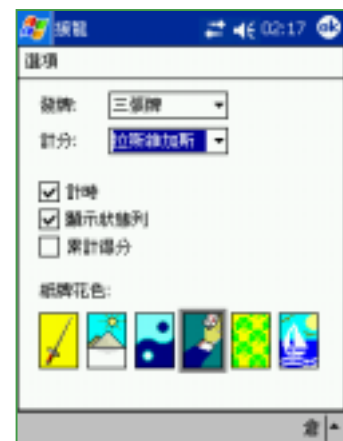 接龍 02:17 ok
選項
發牌: 三張牌
計分: 拉斯維加斯
計時
顯示狀態列
累計得分
紙牌花色:
倉